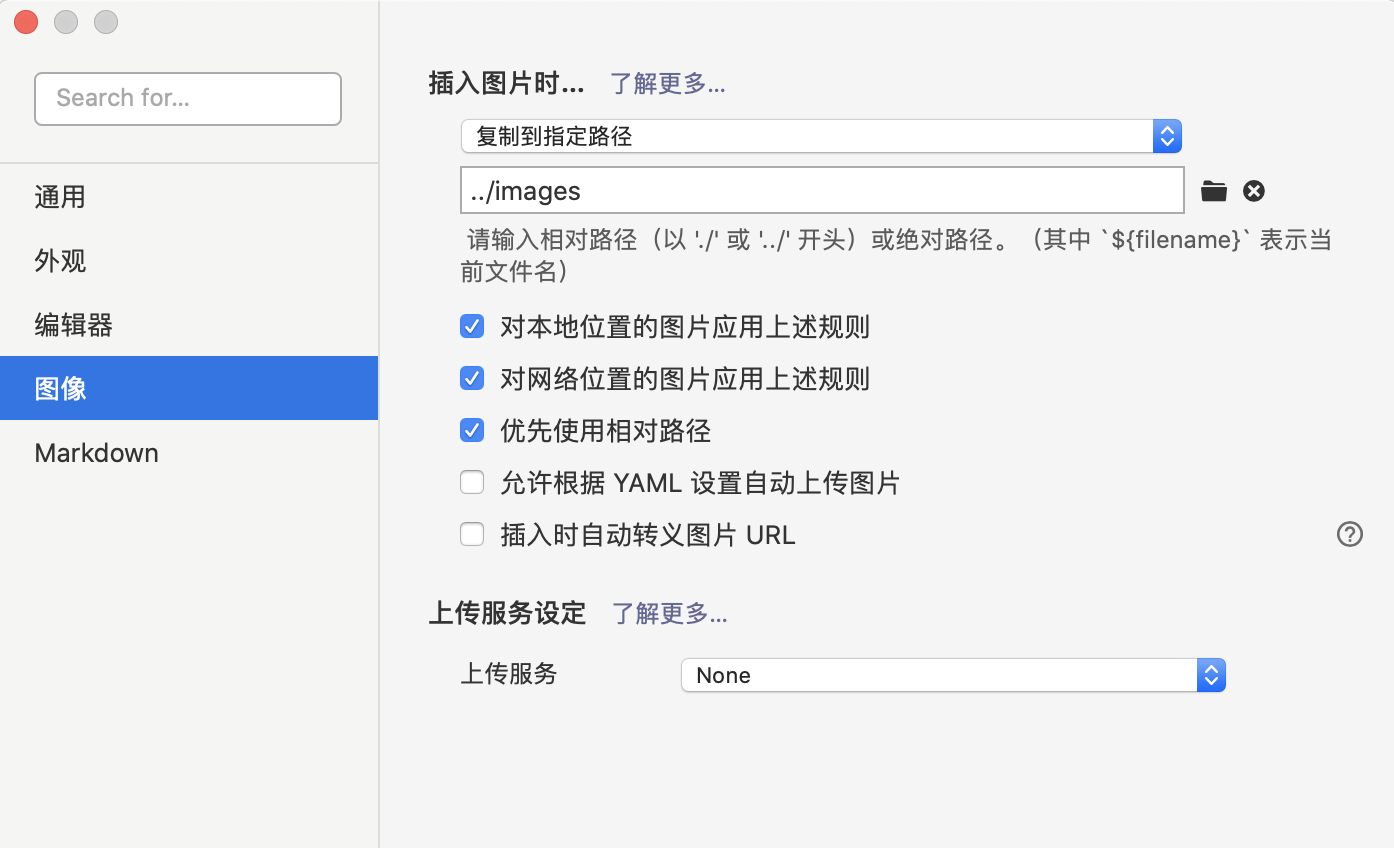 Search for...
通用
外观
编辑器
图像
Markdown
插入图片时... 了解更多...
复制到指定路径
../images
请输入相对路径（以 './' 或 '../' 开头）或绝对路径。（其中 `${filename}` 表示当
前文件名）
对本地位置的图片应用上述规则
对网络位置的图片应用上述规则
优先使用相对路径
允许根据 YAML 设置自动上传图片
插入时自动转义图片 URL
上传服务设定 了解更多...
上传服务 None